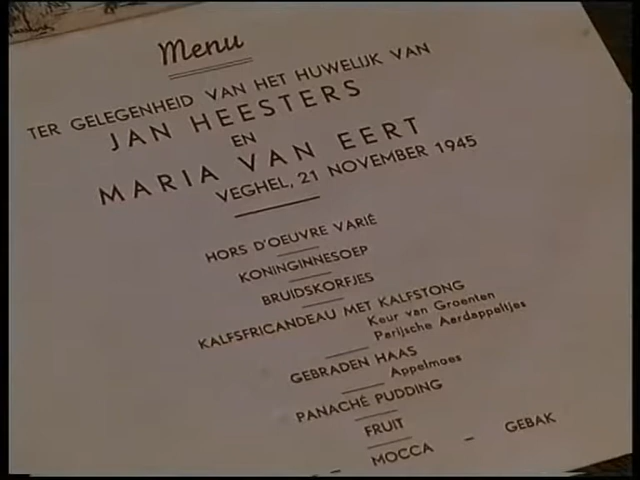 Menu
TER GELEGENHEID VAN HET HUWELIJK VAN
JAN HEESTERS
EN
MARIA VAN EERT
VEGHEL, 21 NOVEMBER 1945
HORS D'OEUVRE VARIÉ
KONINGINNESOEP
BRUIDSKORFJES
KALFSFRICANDEAU MET KALFSTONG
Keur van Groenten
Parijsche Aardappeltjes
GEBRADEN HAAS
Appelmoes
PANACHÉ PUDDING
FRUIT
MOCCA – GEBAK